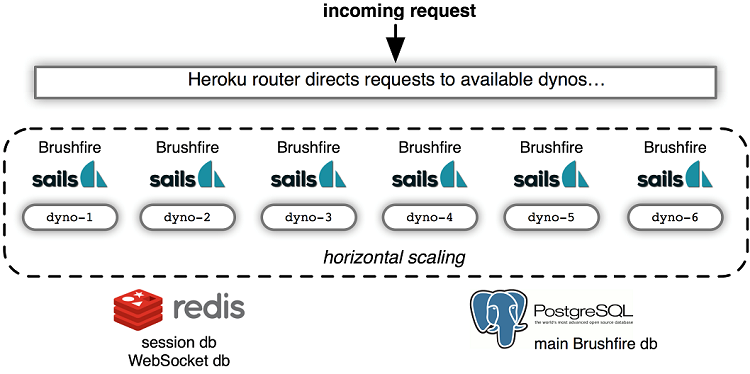 incoming request
Heroku router directs requests to available dynos…
Brushfire Brushfire Brushfire Brushfire Brushfire Brushfire
sails sails sails sails sails sails
dyno-1 dyno-2 dyno-3 dyno-4 dyno-5 dyno-6
horizontal scaling
redis
session db
WebSocket db
PostgreSQL
the world's most advanced open source database
main Brushfire db